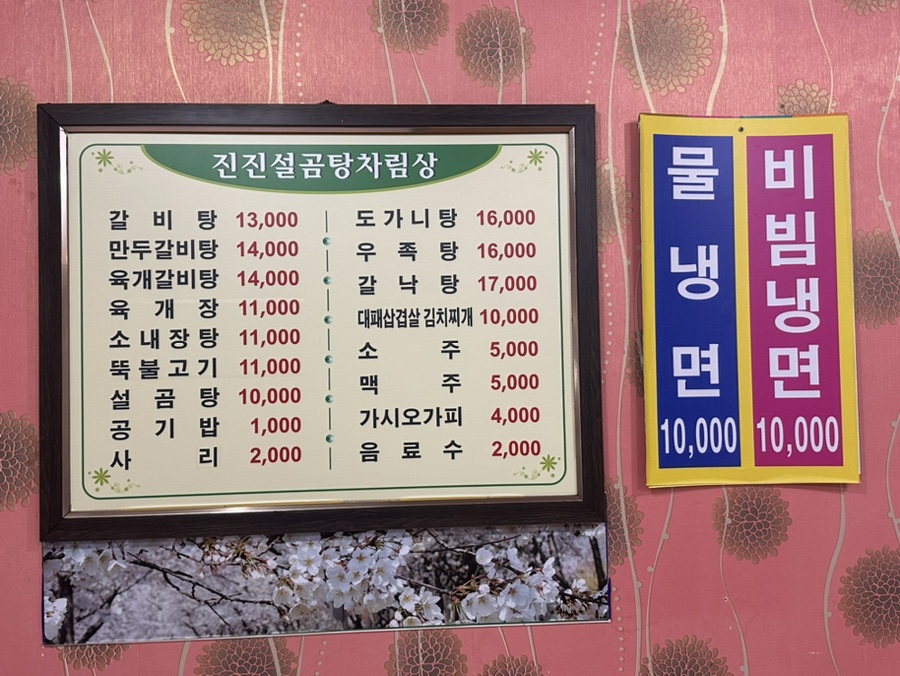 진진설곰탕차림상
갈비탕 13,000
만두갈비탕 14,000
육개갈비탕 14,000
육개장 11,000
소내장탕 11,000
뚝불고기 11,000
설곰탕 10,000
공기밥 1,000
사리 2,000
도가니탕 16,000
우족탕 16,000
갈낙탕 17,000
대패삼겹살 김치찌개 10,000
소주 5,000
맥주 5,000
가시오가피 4,000
음료수 2,000
물냉면
10,000
비빔냉면
10,000